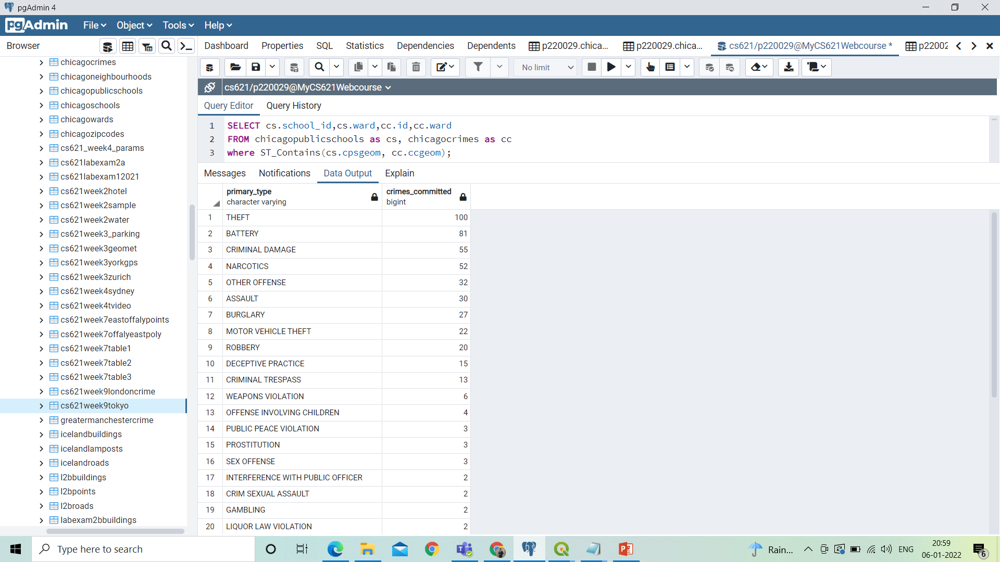 pgAdmin 4
pgAdmin File Object Tools Help
Browser
Dashboard Properties SQL Statistics Dependencies Dependents p220029.chica... p220029.chica... cs621/p220029@MyCS621Webcourse * p22002
No limit
cs621/p220029@MyCS621Webcourse
Query Editor Query History
1 SELECT cs.school_id,cs.ward,cc.id,cc.ward
2 FROM chicagopublicschools as cs, chicagocrimes as cc
3 where ST_Contains(cs.cpsgeom, cc.ccgeom);
Messages Notifications Data Output Explain
primary_type crimes_committed
character varying bigint
1 THEFT 100
2 BATTERY 81
3 CRIMINAL DAMAGE 55
4 NARCOTICS 52
5 OTHER OFFENSE 32
6 ASSAULT 30
7 BURGLARY 27
8 MOTOR VEHICLE THEFT 22
9 ROBBERY 20
10 DECEPTIVE PRACTICE 15
11 CRIMINAL TRESPASS 13
12 WEAPONS VIOLATION 6
13 OFFENSE INVOLVING CHILDREN 4
14 PUBLIC PEACE VIOLATION 3
15 PROSTITUTION 3
16 SEX OFFENSE 3
17 INTERFERENCE WITH PUBLIC OFFICER 2
18 CRIM SEXUAL ASSAULT 2
19 GAMBLING 2
20 LIQUOR LAW VIOLATION 2
chicagocrimes
chicagoneighbourhoods
chicagopublicschools
chicagoschools
chicagowards
chicagozipcodes
cs621_week4_params
cs621labexam2a
cs621labexam12021
cs621week2hotel
cs621week2sample
cs621week2water
cs621week3_parking
cs621week3geomet
cs621week3yorkgps
cs621week3zurich
cs621week4sydney
cs621week4tvideo
cs621week7eastoffalypoints
cs621week7offalyeastpoly
cs621week7table1
cs621week7table2
cs621week7table3
cs621week9londoncrime
cs621week9tokyo
greatermanchestercrime
icelandbuildings
icelandlamposts
icelandroads
l2bbuildings
l2bpoints
l2broads
labexam2bbuildings
Type here to search
Rain...
ENG
20:59
06-01-2022
6